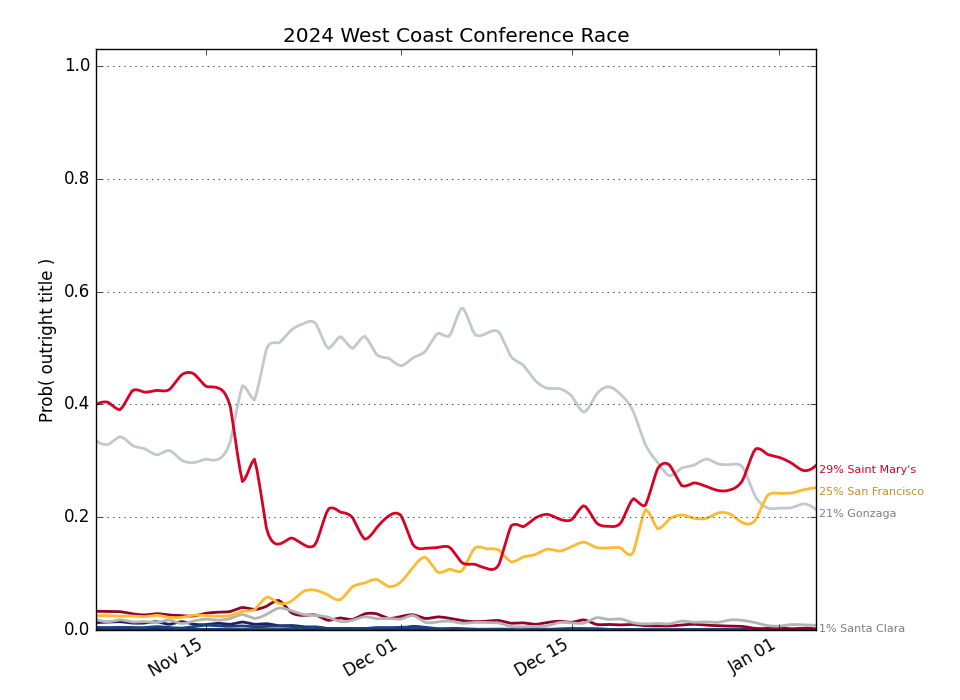 2024 West Coast Conference Race
Prob( outright title )
1.0
0.8
0.6
0.4
0.2
0.0
29% Saint Mary's
25% San Francisco
21% Gonzaga
1% Santa Clara
Nov 15
Dec 01
Dec 15
Jan 01